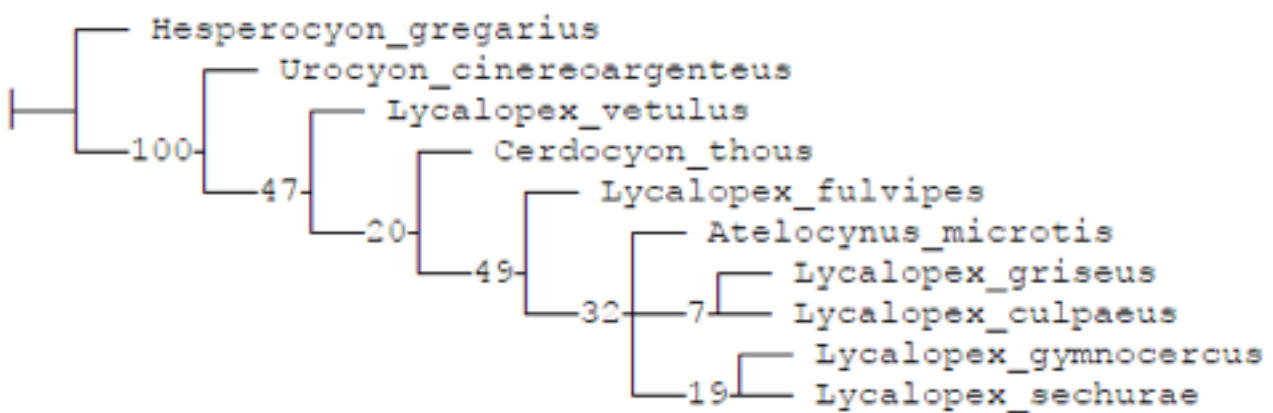 Hesperocyon_gregarius
Urocyon_cinereoargenteus
Lycalopex_vetulus
100
Cerdocyon_thous
47
Lycalopex_fulvipes
20
Atelocynus_microtis
49
Lycalopex_griseus
32
7
Lycalopex_culpaeus
Lycalopex_gymnocercus
19
Lycalopex_sechurae